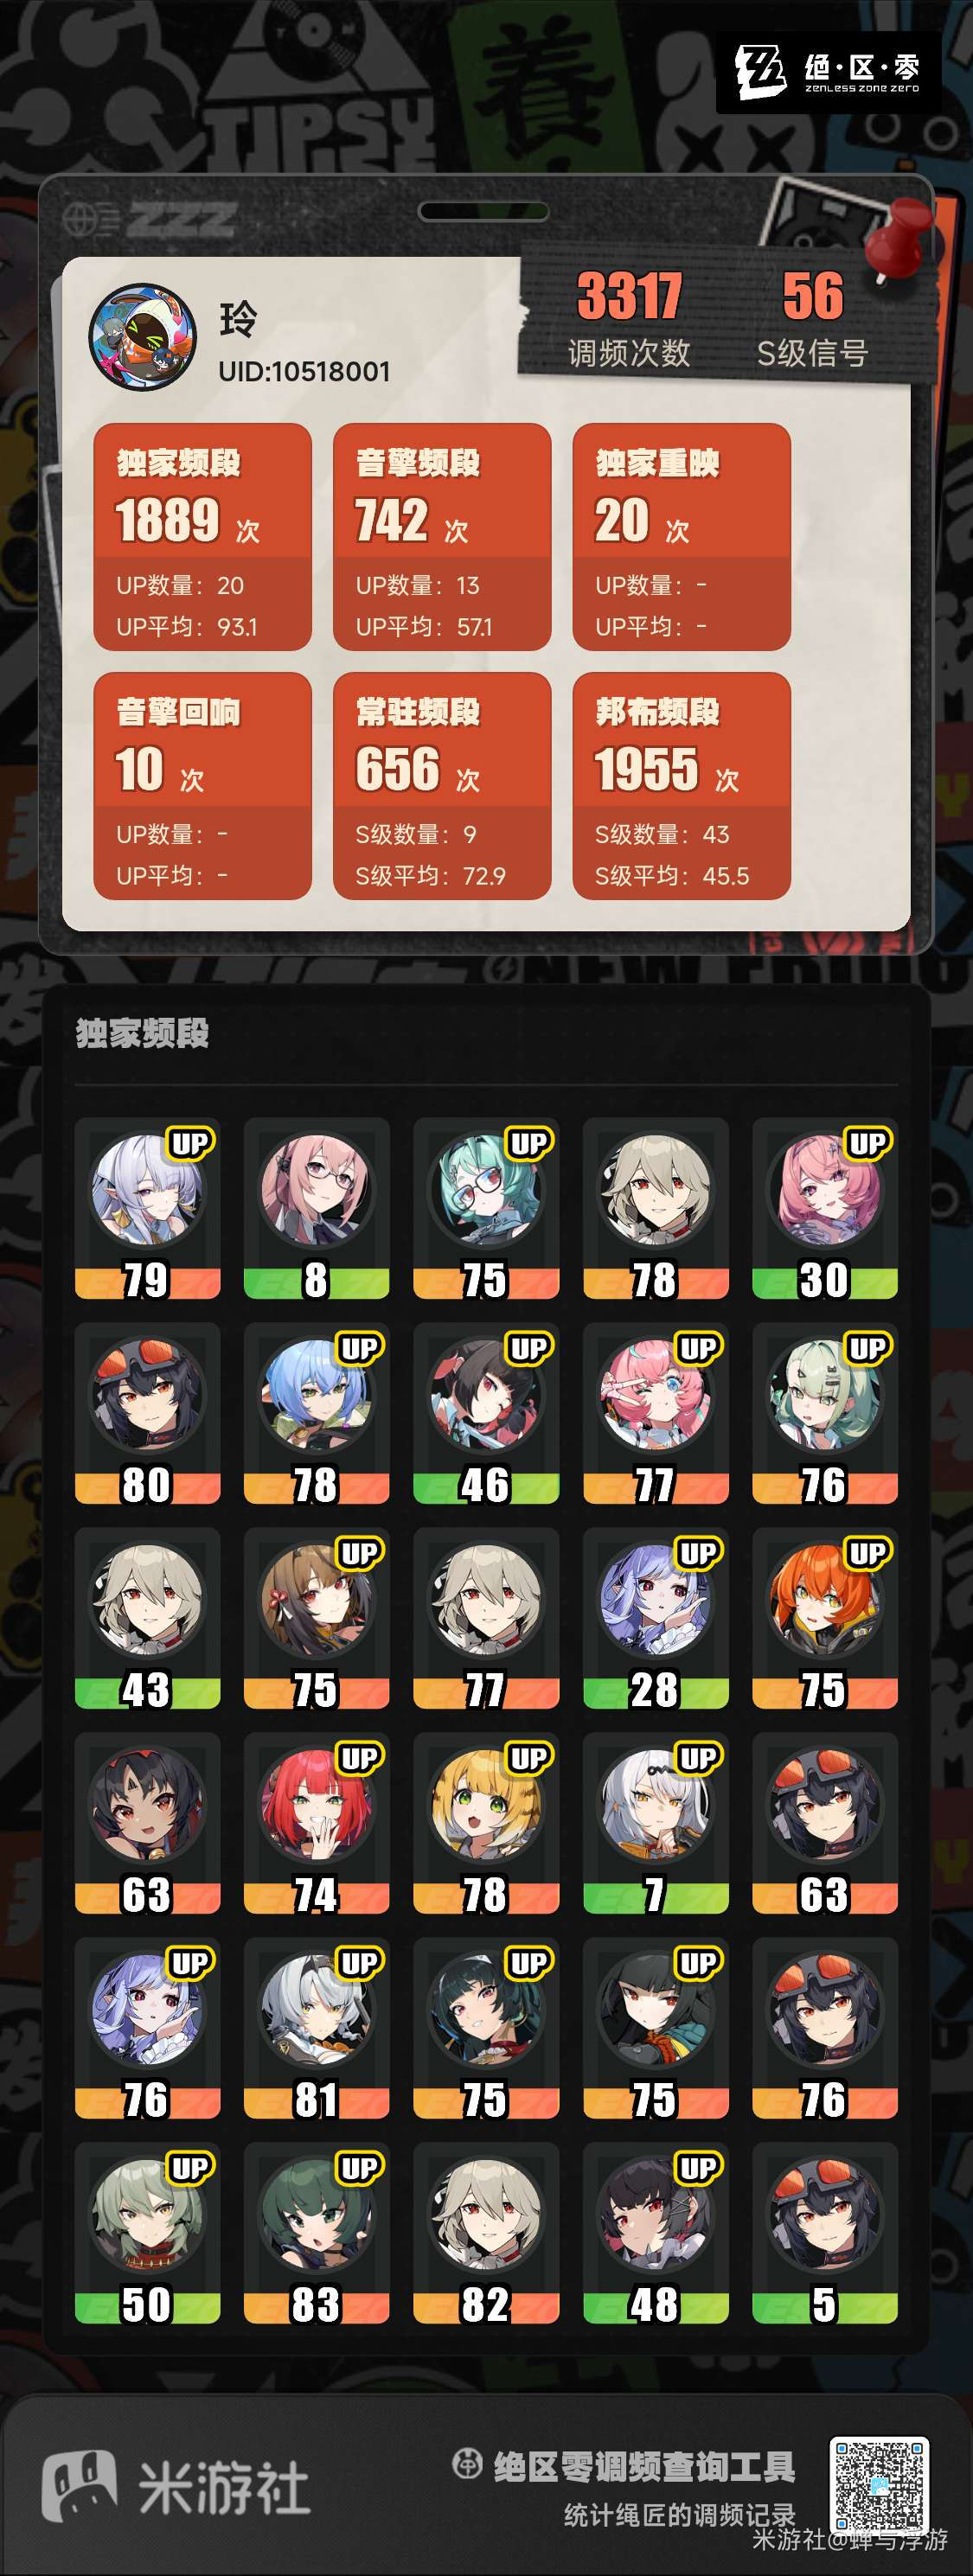 TIPSY
養
绝·区·零
ZENLESS ZONE ZERO
ZZZ
玲
UID:10518001
3317
调频次数
56
S级信号
独家频段
1889 次
UP数量：20
UP平均：93.1
音擎频段
742 次
UP数量：13
UP平均：57.1
独家重映
20 次
UP数量：-
UP平均：-
音擎回响
10 次
UP数量：-
UP平均：-
常驻频段
656 次
S级数量：9
S级平均：72.9
邦布频段
1955 次
S级数量：43
S级平均：45.5
独家频段
UP
79
8
UP
75
78
UP
30
80
UP
78
UP
46
UP
77
UP
76
43
UP
75
77
UP
28
UP
75
63
UP
74
UP
78
UP
7
63
UP
76
UP
81
UP
75
UP
75
76
UP
50
UP
83
82
UP
48
5
米游社
绝区零调频查询工具
统计绳匠的调频记录
米游社@蝉与浮游